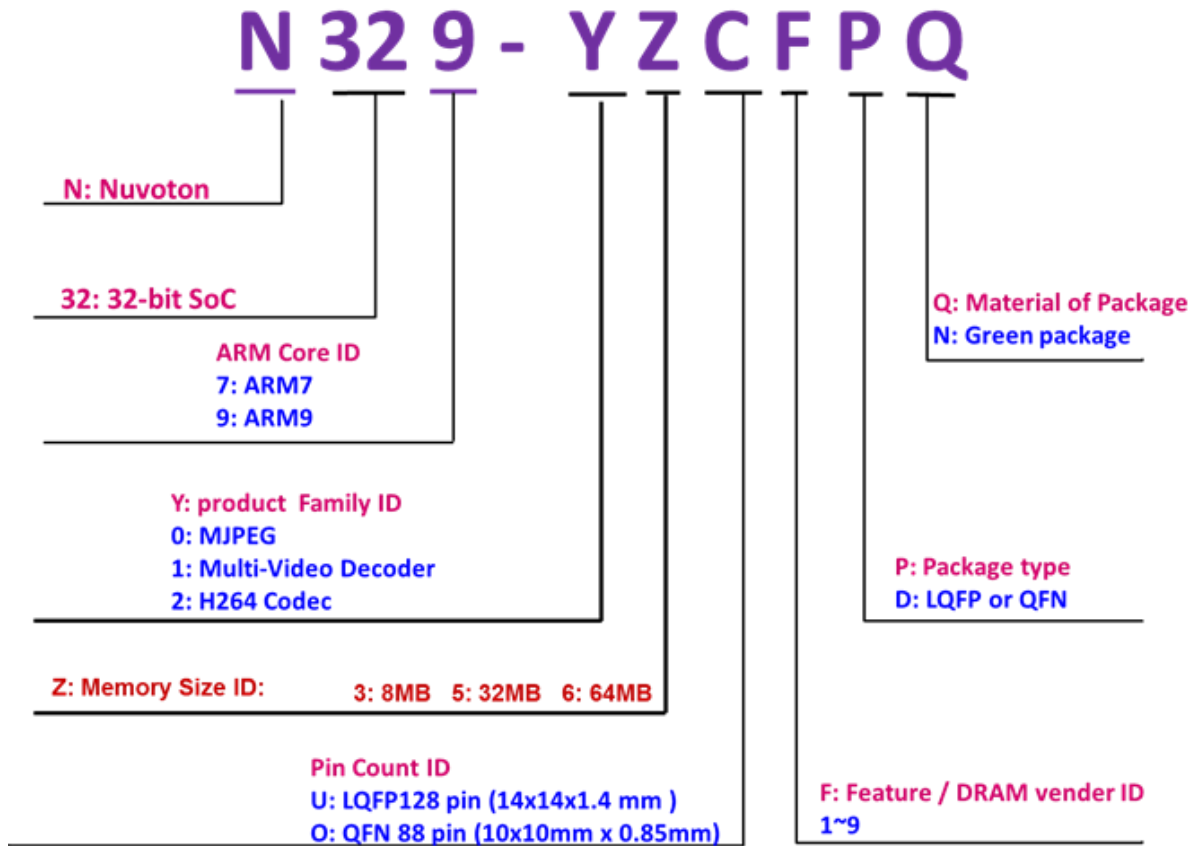 N 32 9 - Y Z C F P Q
N: Nuvoton
32: 32-bit SoC
Q: Material of Package
N: Green package
ARM Core ID
7: ARM7
9: ARM9
Y: product  Family ID
0: MJPEG
1: Multi-Video Decoder
2: H264 Codec
P: Package type
D: LQFP or QFN
Z: Memory Size ID: 3: 8MB 5: 32MB 6: 64MB
Pin Count ID
U: LQFP128 pin (14x14x1.4 mm )
O: QFN 88 pin (10x10mm x 0.85mm)
F: Feature / DRAM vender ID
1~9